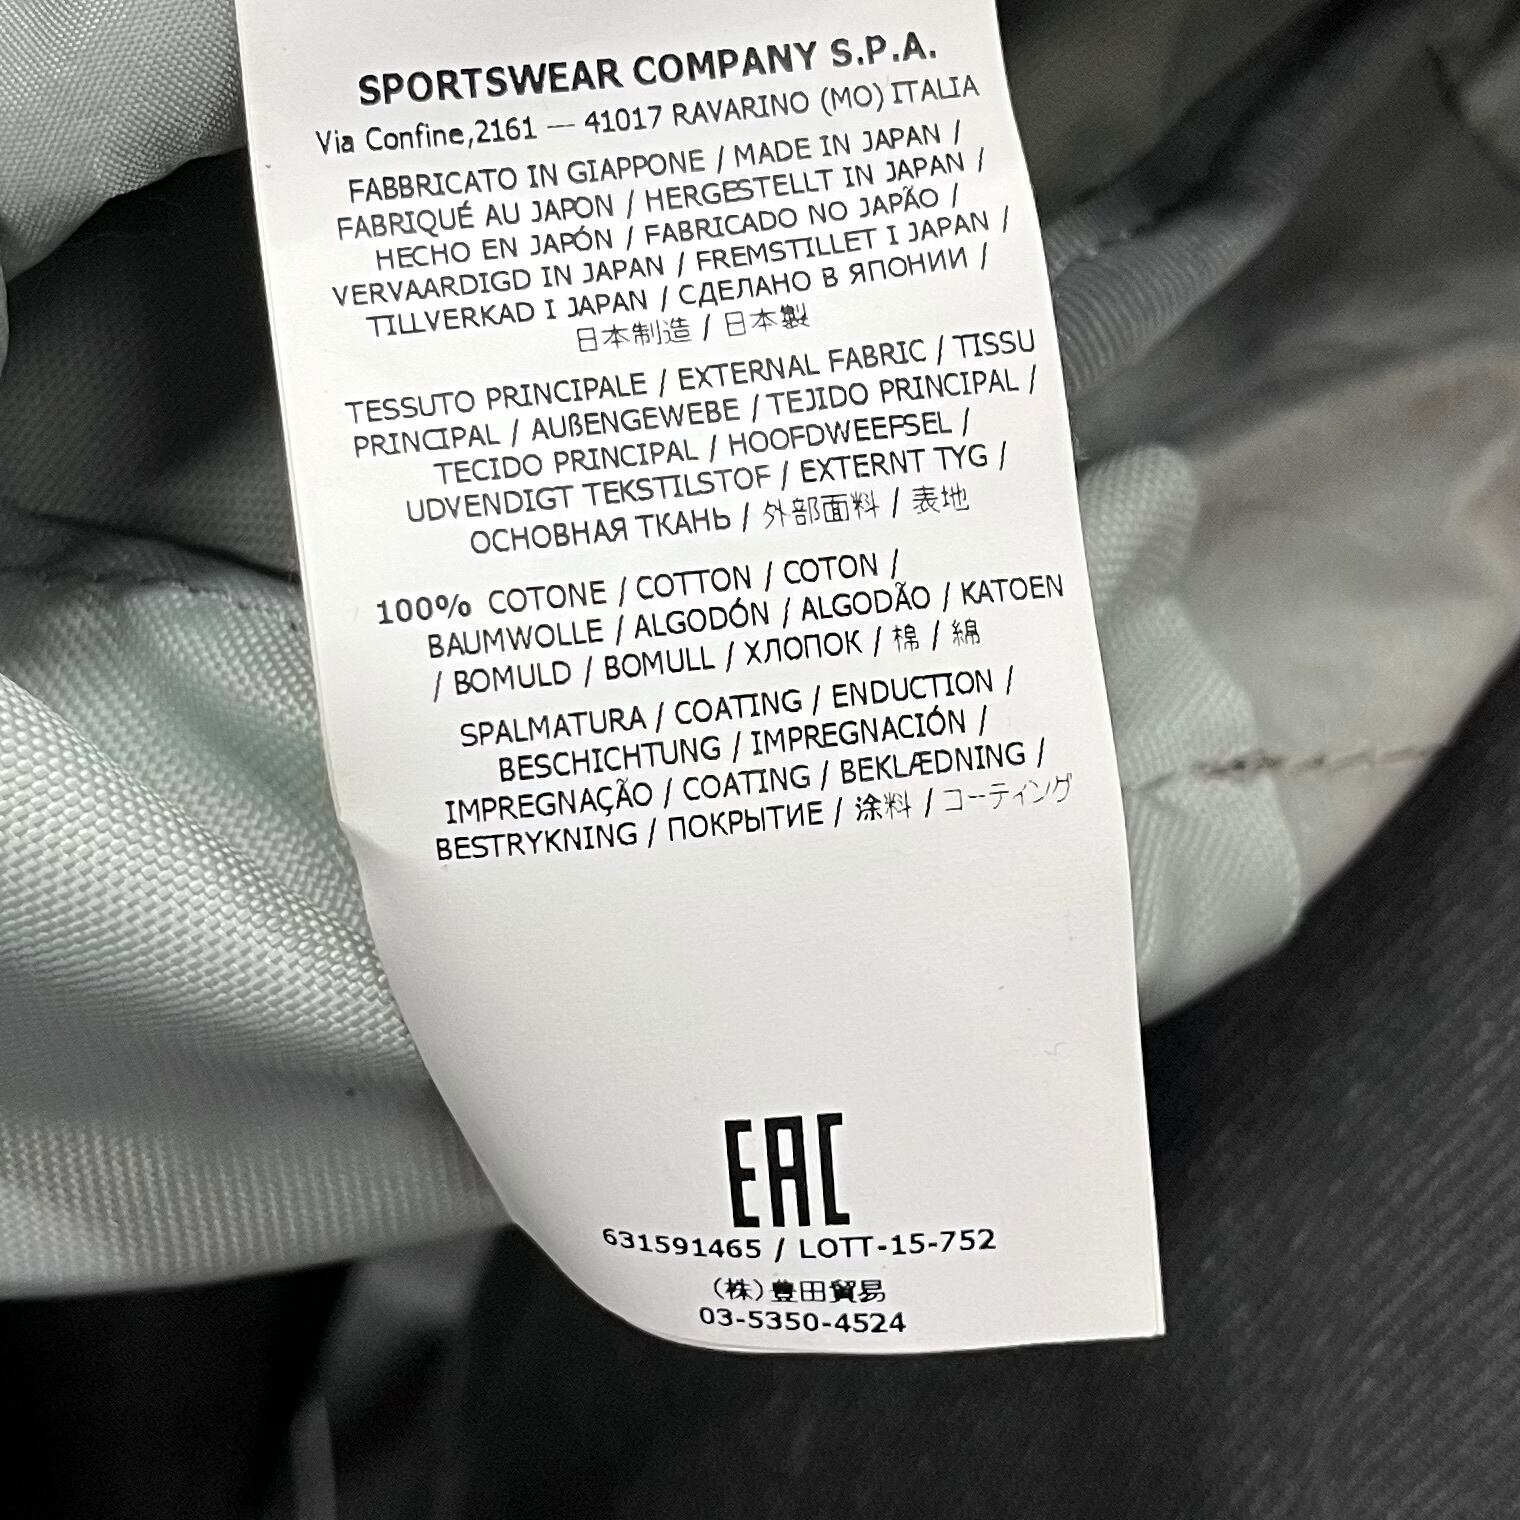 SPORTSWEAR COMPANY S.P.A.
Via Confine,2161 — 41017 RAVARINO (MO) ITALIA
FABBRICATO IN GIAPPONE / MADE IN JAPAN /
FABRIQUÉ AU JAPON / HERGESTELLT IN JAPAN /
HECHO EN JAPÓN / FABRICADO NO JAPÃO /
VERVAARDIGD IN JAPAN / FREMSTILLET I JAPAN /
TILLVERKAD I JAPAN / СДЕЛАНО В ЯПОНИИ /
日本制造 / 日本製
TESSUTO PRINCIPALE / EXTERNAL FABRIC / TISSU
PRINCIPAL / AUßENGEWEBE / TEJIDO PRINCIPAL /
TECIDO PRINCIPAL / HOOFDWEEFSEL /
UDVENDIGT TEKSTILSTOF / EXTERNT TYG /
ОСНОВНАЯ ТКАНЬ / 外部面料 / 表地
100% COTONE / COTTON / COTON /
BAUMWOLLE / ALGODÓN / ALGODÃO / KATOEN
/ BOMULD / BOMULL / ХЛОПОК / 棉 / 綿
SPALMATURA / COATING / ENDUCTION /
BESCHICHTUNG / IMPREGNACIÓN /
IMPREGNAÇÃO / COATING / BEKLÆDNING /
BESTRYKNING / ПОКРЫТИЕ / 涂料 / コーティング
EAC
631591465 / LOTT-15-752
(株)豊田貿易
03-5350-4524